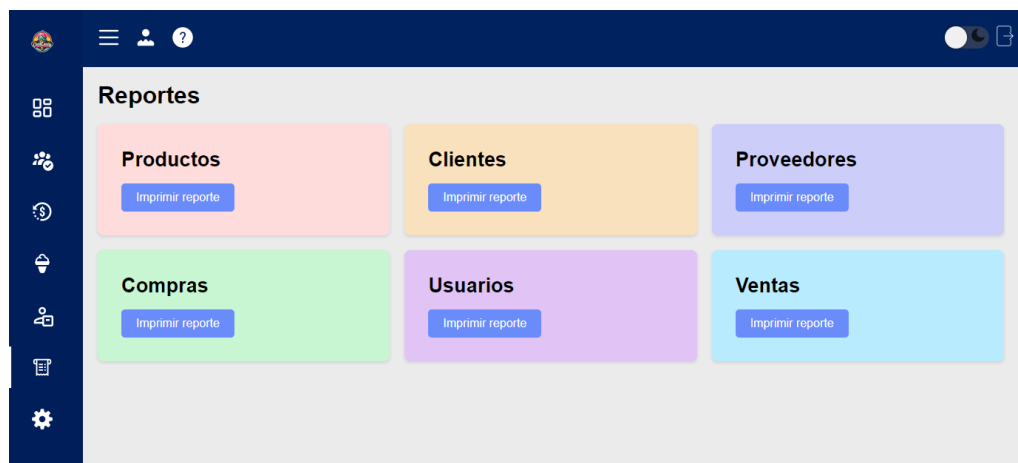 Reportes
Productos
Clientes
Proveedores
Imprimir reporte
Imprimir reporte
Imprimir reporte
Compras
Usuarios
Ventas
Imprimir reporte
Imprimir reporte
Imprimir reporte